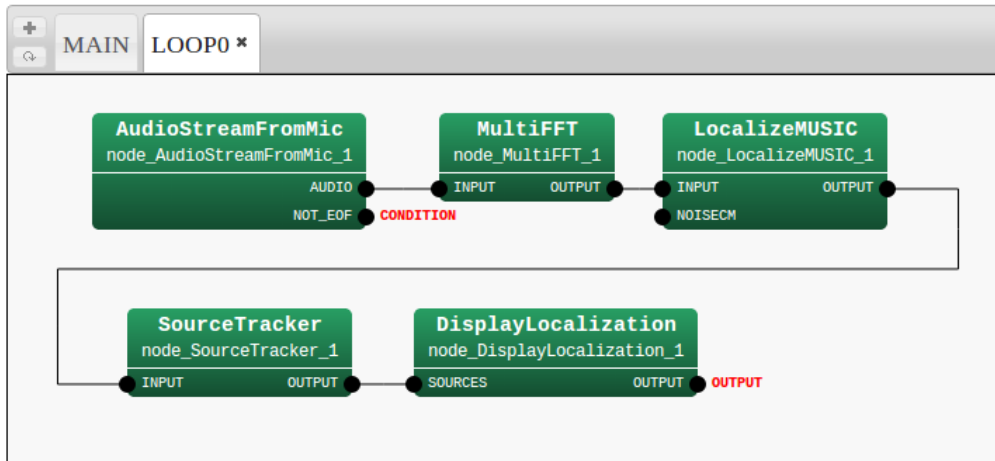 MAIN
LOOP0 ×
AudioStreamFromMic
node_AudioStreamFromMic_1
AUDIO
NOT_EOF CONDITION
MultiFFT
node_MultiFFT_1
INPUT OUTPUT
LocalizeMUSIC
node_LocalizeMUSIC_1
INPUT OUTPUT
NOISECM
SourceTracker
node_SourceTracker_1
INPUT OUTPUT
DisplayLocalization
node_DisplayLocalization_1
SOURCES OUTPUT OUTPUT